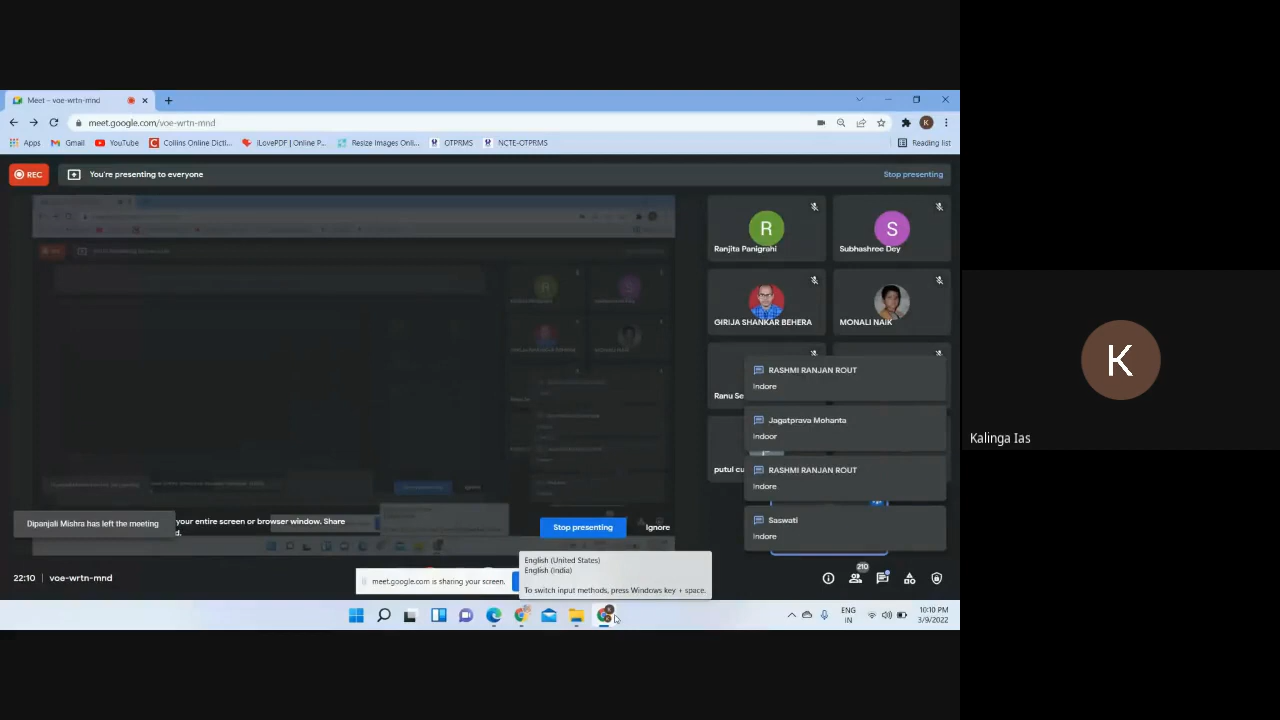 Meet - voe-wrtn-mnd
meet.google.com/voe-wrtn-mnd
Apps Gmail YouTube Collins Online Dicti... iLovePDF | Online P... Resize Images Onli... OTPRMS NCTE-OTPRMS Reading list
REC You're presenting to everyone Stop presenting
R S
Ranjita Panigrahi Subhashree Dey
GIRIJA SHANKAR BEHERA MONALI NAIK
RASHMI RANJAN ROUT
Indore
Ranu Se
Jagatprava Mohanta
Indoor
putul cu
RASHMI RANJAN ROUT
Indore
Saswati
Indore
K
Kalinga Ias
Dipanjali Mishra has left the meeting
your entire screen or browser window. Share
d.
Stop presenting Ignore
English (United States)
English (India)
To switch input methods, press Windows key + space.
meet.google.com is sharing your screen.
22:10 voe-wrtn-mnd
210
ENG
IN
10:10 PM
3/9/2022